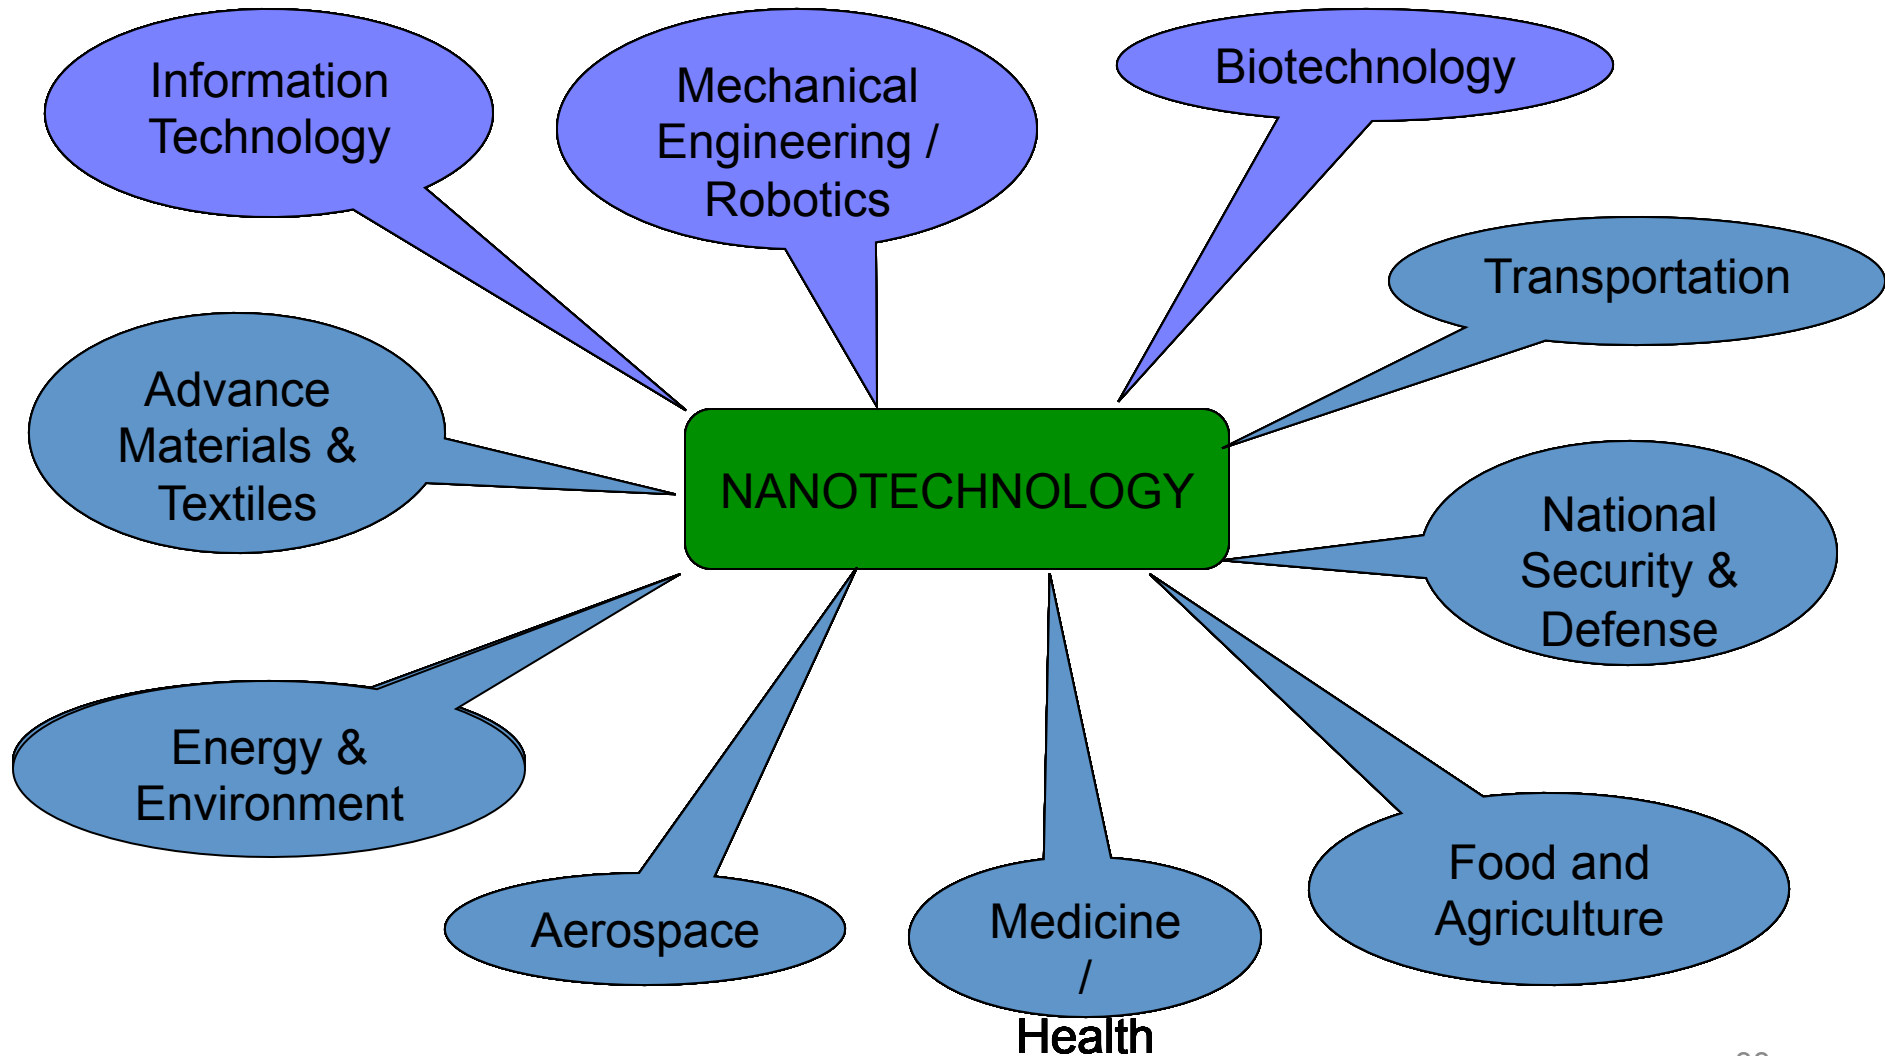 Information
Technology
Mechanical
Engineering /
Robotics
Biotechnology
Transportation
Advance
Materials &
Textiles
NANOTECHNOLOGY
National
Security &
Defense
Energy &
Environment
Aerospace
Medicine
/
Health
Food and
Agriculture